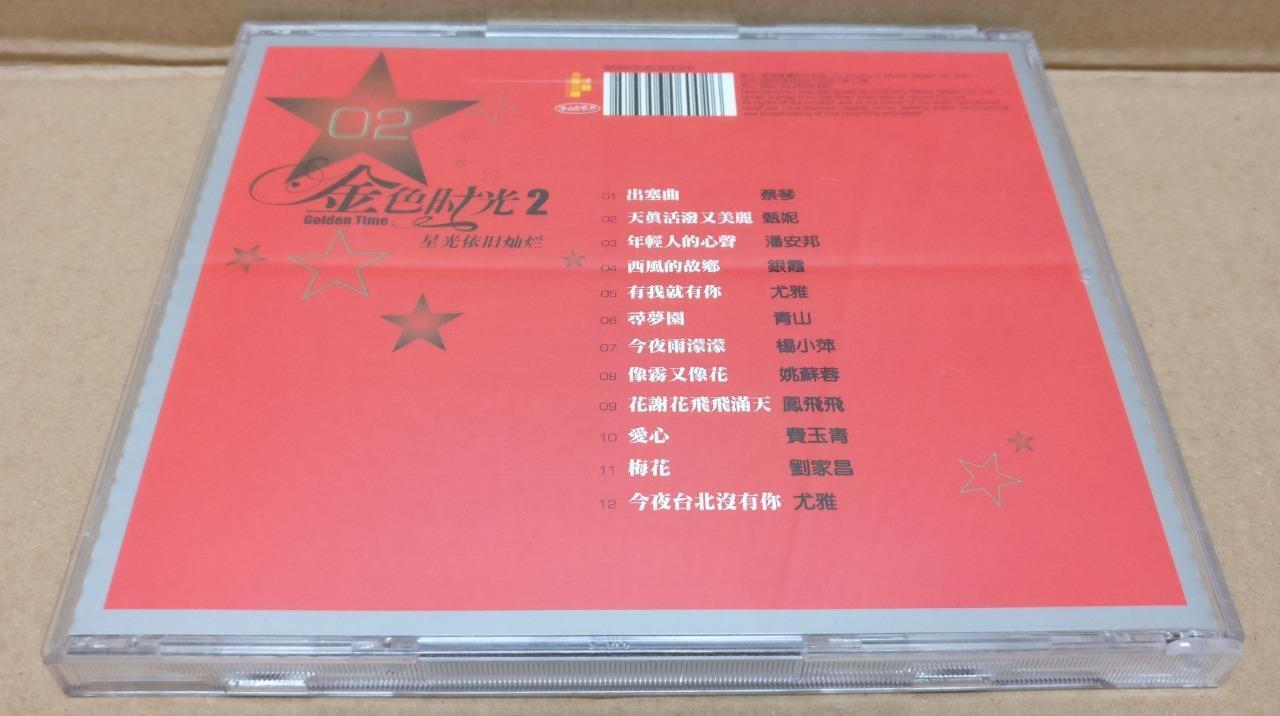 02
金色时光 2
Golden Time
星光依旧灿烂
01 出塞曲 蔡琴
02 天眞活潑又美麗 甄妮
03 年輕人的心聲 潘安邦
04 西風的故鄉 銀霞
05 有我就有你 尤雅
06 尋夢園 青山
07 今夜雨濛濛 楊小萍
08 像霧又像花 姚蘇蓉
09 花謝花飛飛滿天 鳳飛飛
10 愛心 費玉青
11 梅花 劉家昌
12 今夜台北沒有你 尤雅